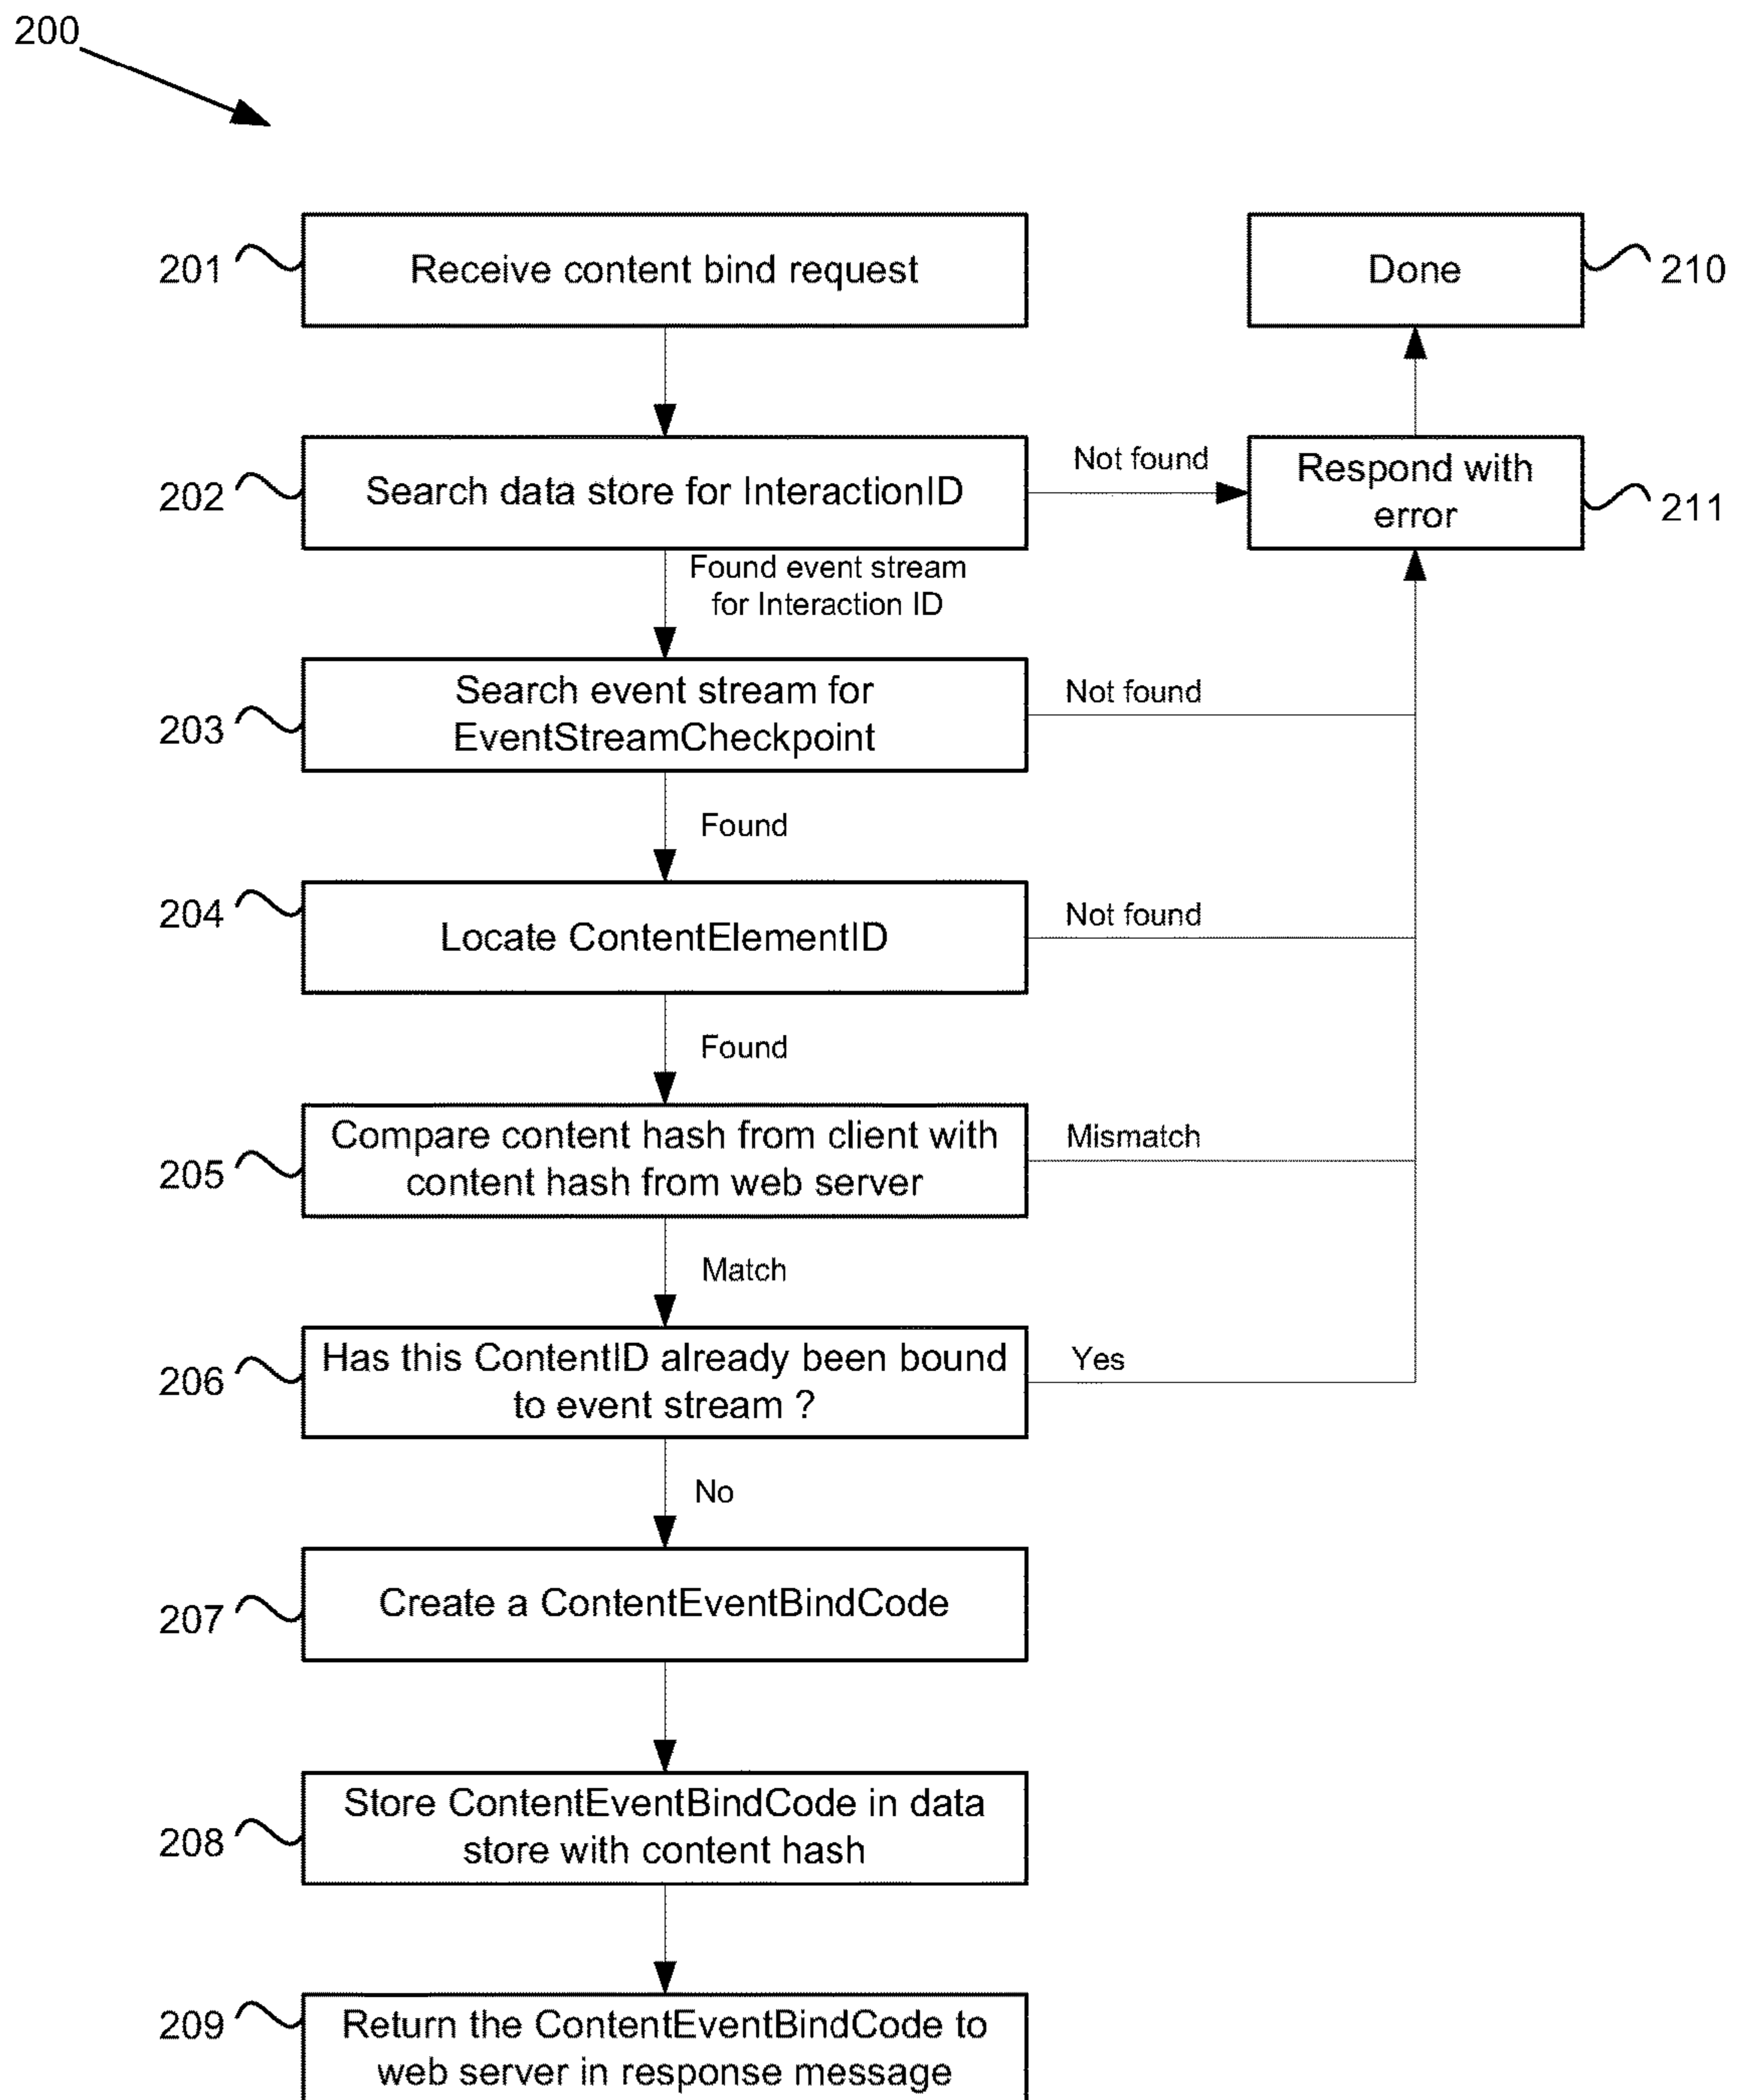 200
201
Receive content bind request
Done
210
202
Search data store for InteractionID
Not found
Respond with
error
211
Found event stream
for Interaction ID
203
Search event stream for
EventStreamCheckpoint
Not found
Found
204
Locate ContentElementID
Not found
Found
205
Compare content hash from client with
content hash from web server
Mismatch
Match
206
Has this ContentID already been bound
to event stream ?
Yes
No
207
Create a ContentEventBindCode
208
Store ContentEventBindCode in data
store with content hash
209
Return the ContentEventBindCode to
web server in response message